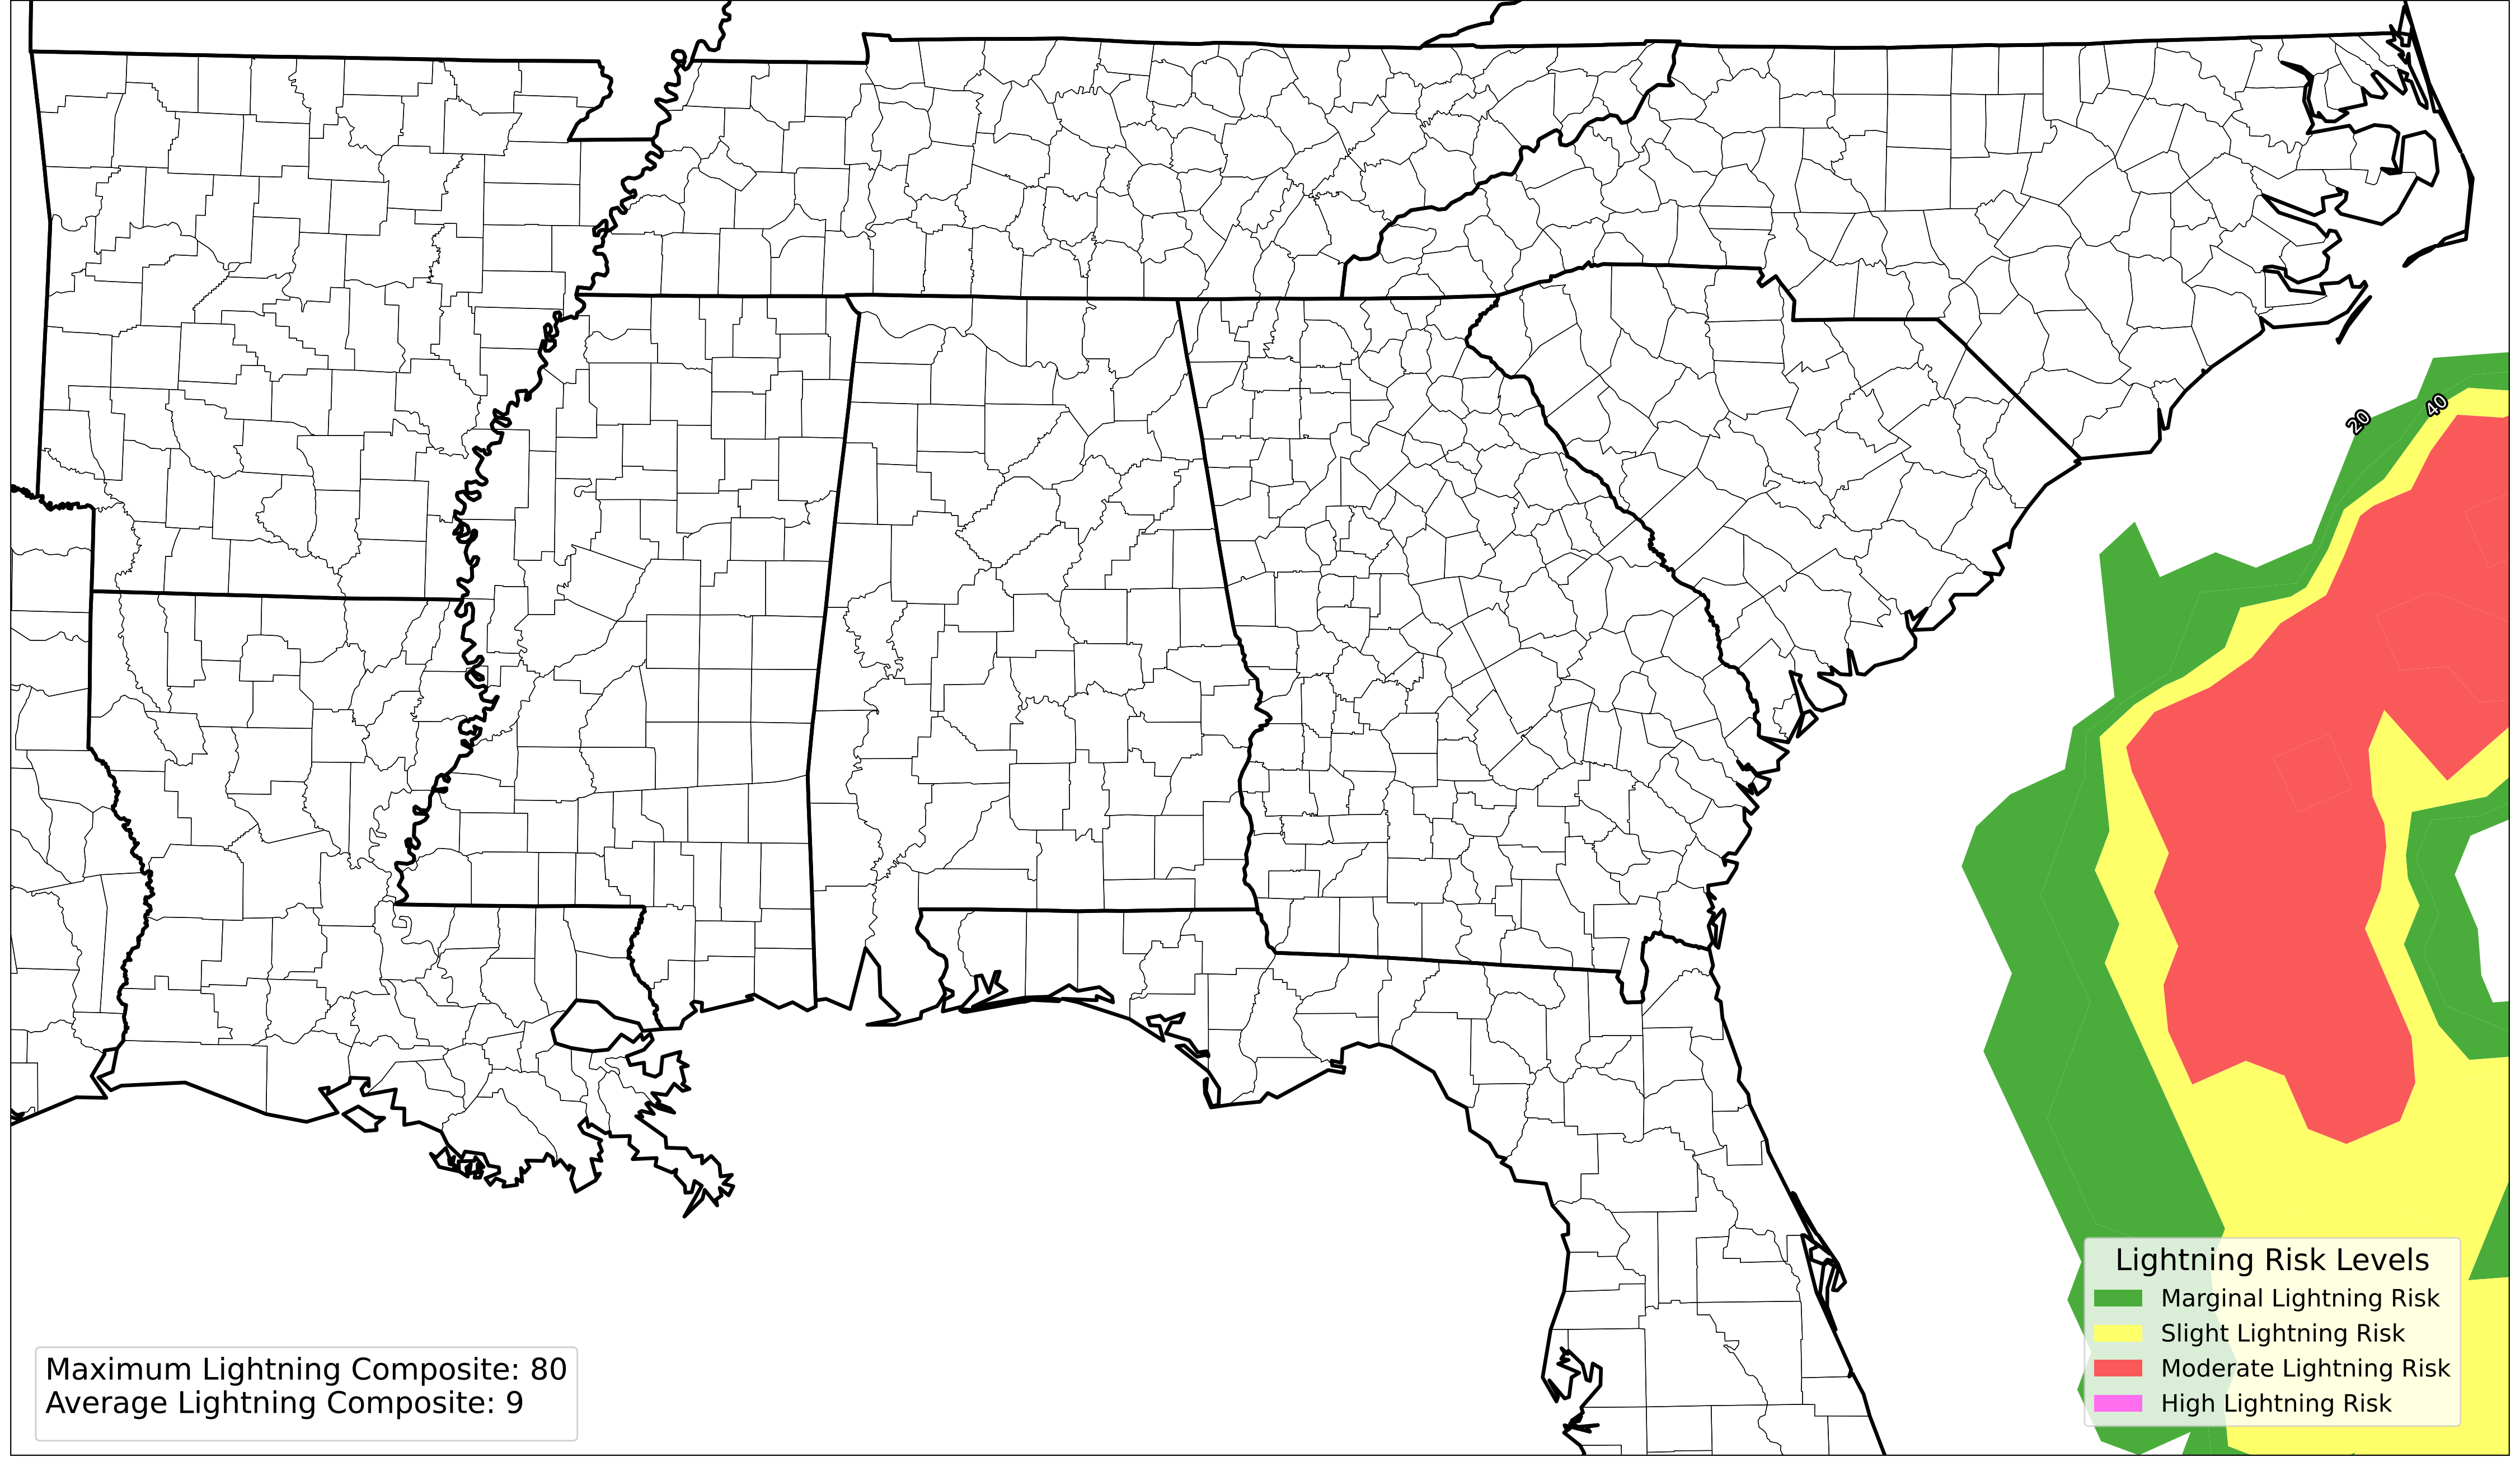 20
40
Lightning Risk Levels
Marginal Lightning Risk
Slight Lightning Risk
Moderate Lightning Risk
High Lightning Risk
Maximum Lightning Composite: 80
Average Lightning Composite: 9